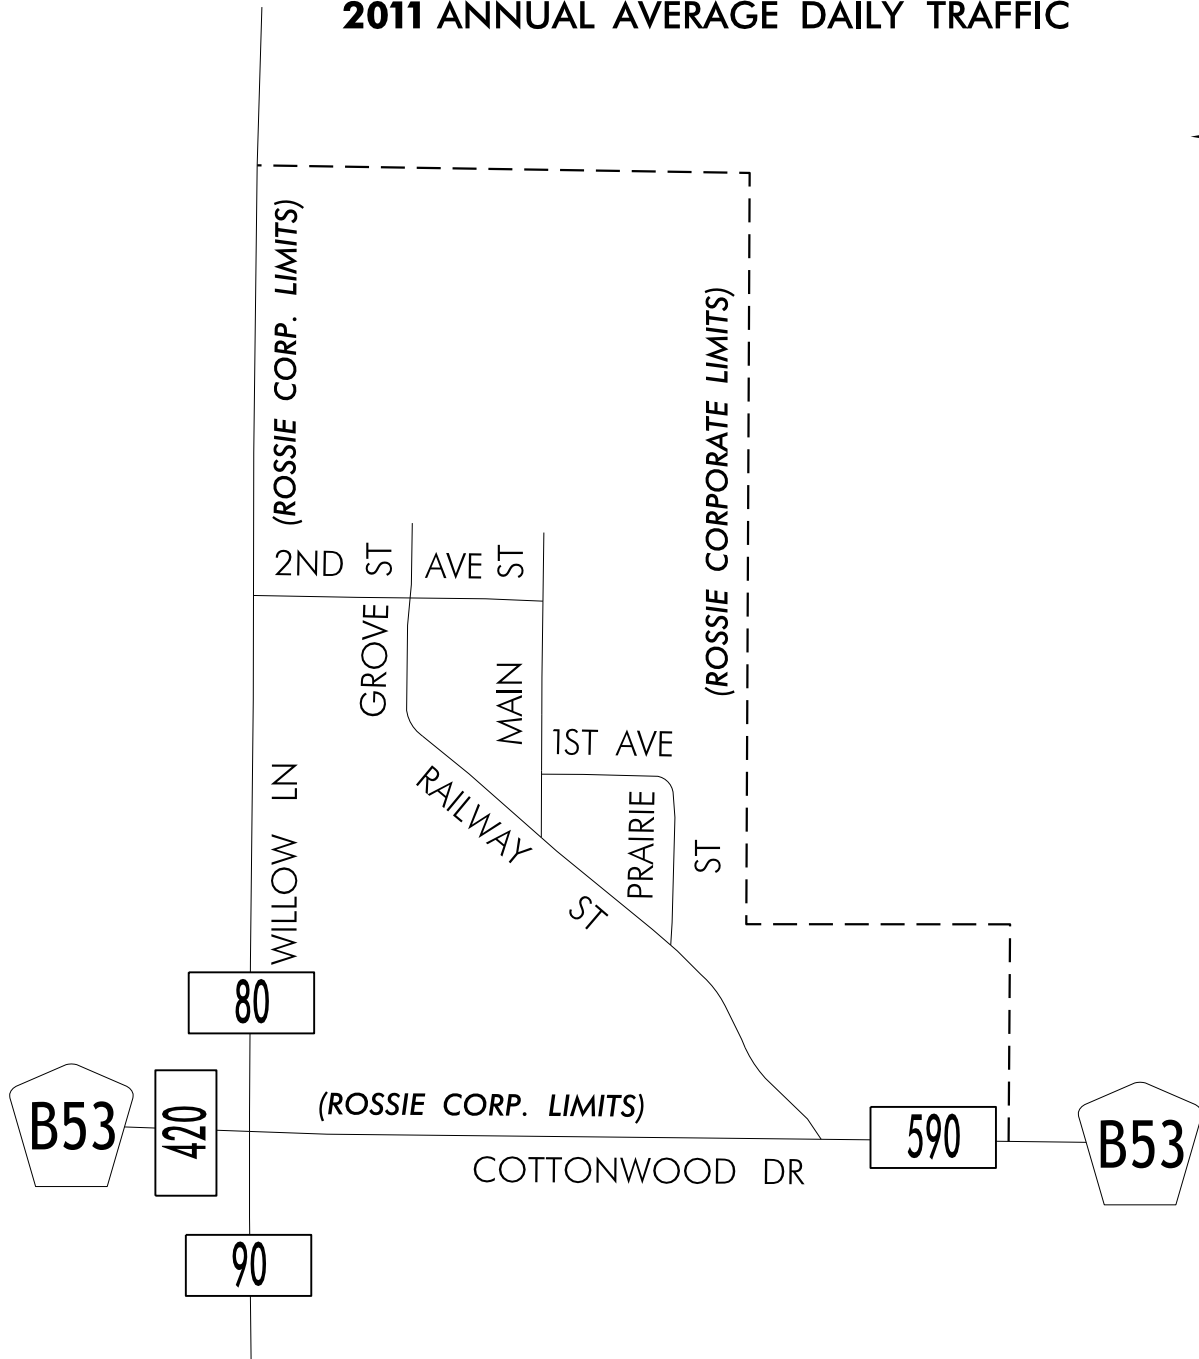 2011 ANNUAL AVERAGE DAILY TRAFFIC
(ROSSIE CORP. LIMITS)
(ROSSIE CORPORATE LIMITS)
2ND AVE
GROVE ST
MAIN ST
1ST AVE
RAILWAY ST
PRAIRIE ST
WILLOW LN
80
B53
420
(ROSSIE CORP. LIMITS)
590
B53
COTTONWOOD DR
90